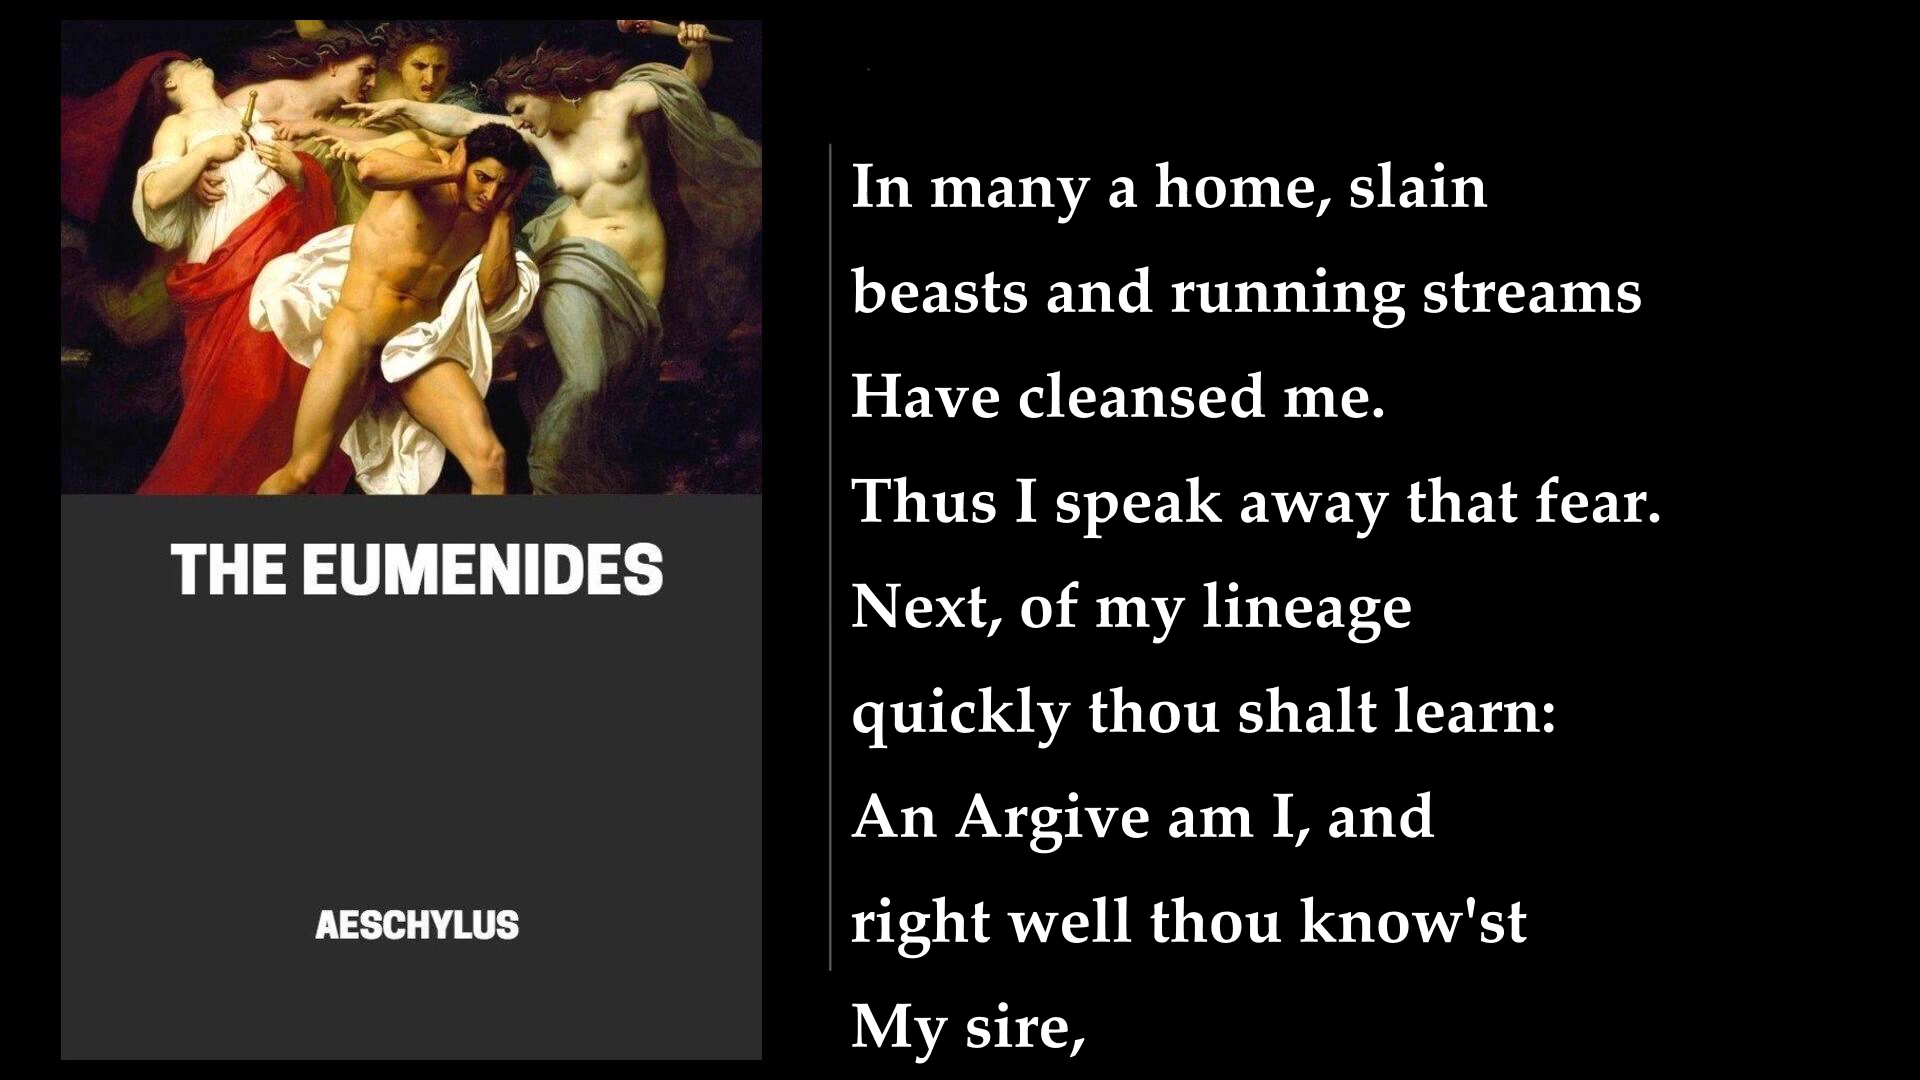 THE EUMENIDES
AESCHYLUS
In many a home, slain
beasts and running streams
Have cleansed me.
Thus I speak away that fear.
Next, of my lineage
quickly thou shalt learn:
An Argive am I, and
right well thou know'st
My sire,